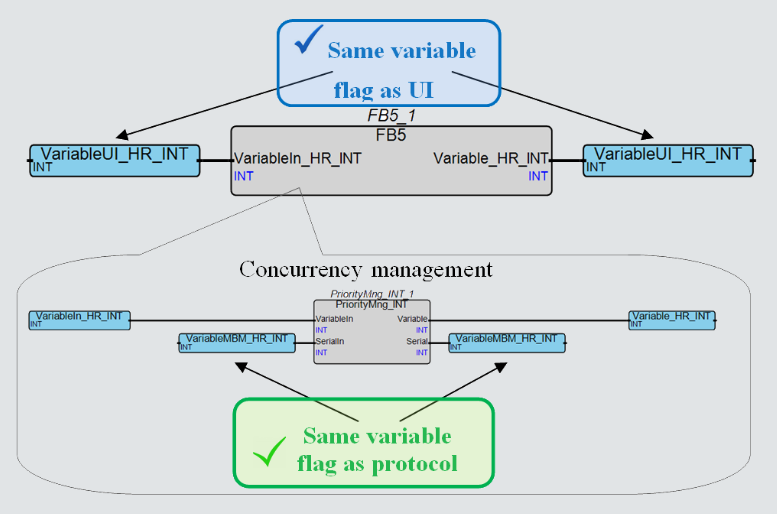 Same variable
flag as UI
FB5_1
FB5
VariableUI_HR_INT
INT
VariableIn_HR_INT
INT
Variable_HR_INT
INT
VariableUI_HR_INT
INT
Concurrency management
PriorityMng_INT_1
PriorityMng_INT
VariableIn_HR_INT
INT
VariableIn
INT
Variable
INT
Variable_HR_INT
INT
VariableMBM_HR_INT
INT
SerialIn
INT
Serial
INT
VariableMBM_HR_INT
INT
Same variable
flag as protocol